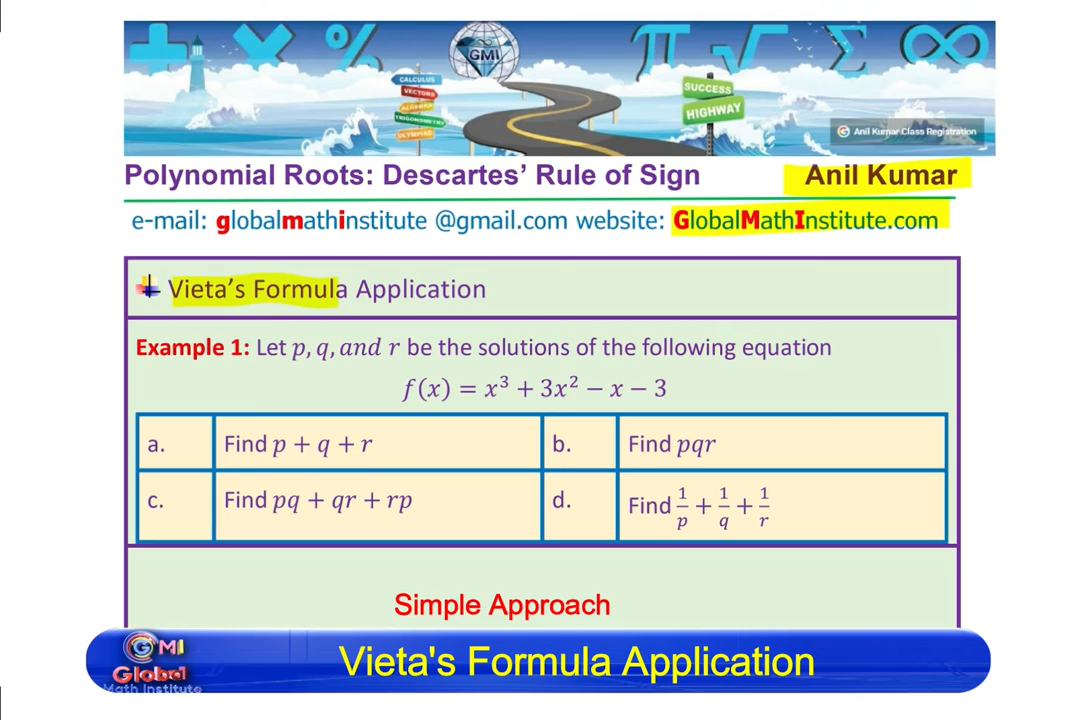 GMI
CALCULUS
VECTORS
ALGEBRA
TRIGONOMETRY
OLYMPIAD
π √ Σ ∞
SUCCESS
HIGHWAY
Anil Kumar Class Registration
Polynomial Roots: Descartes’ Rule of Sign Anil Kumar
e-mail: globalmathinstitute @gmail.com website: GlobalMathInstitute.com
Vieta’s Formula Application
Example 1: Let p, q, and r be the solutions of the following equation
f(x) = x³ + 3x² − x − 3
a. Find p + q + r b. Find pqr
c. Find pq + qr + rp d. Find 1/p + 1/q + 1/r
Simple Approach
GMI
Global
Math Institute
Vieta's Formula Application